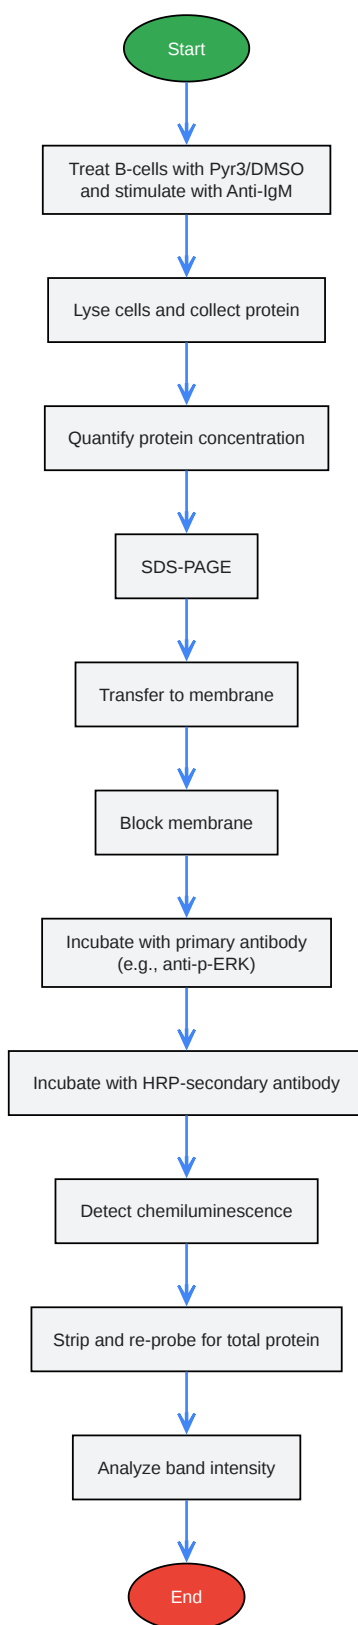 Start
Treat B-cells with Pyr3/DMSO
and stimulate with Anti-IgM
Lyse cells and collect protein
Quantify protein concentration
SDS-PAGE
Transfer to membrane
Block membrane
Incubate with primary antibody
(e.g., anti-p-ERK)
Incubate with HRP-secondary antibody
Detect chemiluminescence
Strip and re-probe for total protein
Analyze band intensity
End